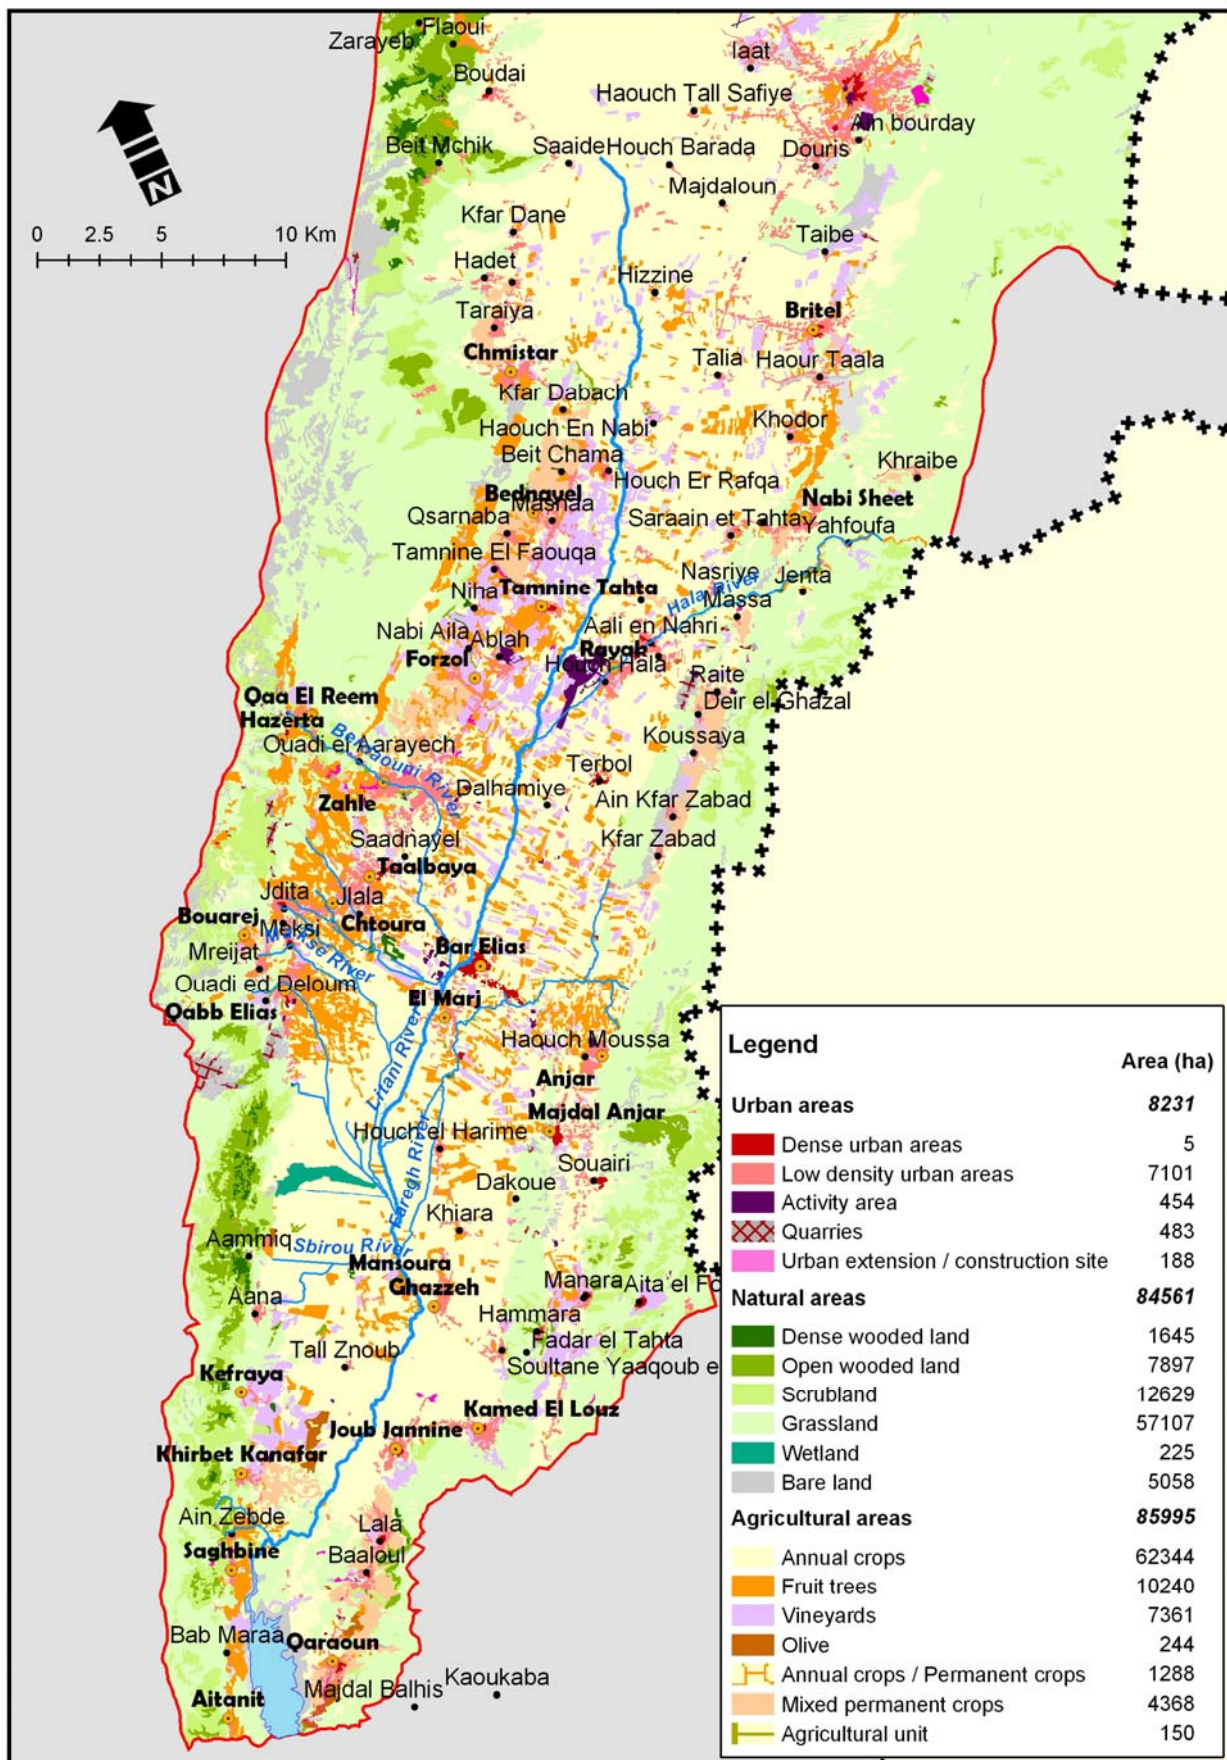 Flaoui
Zarayeb
Iaat
Boudai
Haouch Tall Safiye
Ain bourday
Beit Mchik
Saaide
Houch Barada
Douris
Majdaloun
N
0 2.5 5 10 Km
Kfar Dane
Taibe
Hadet
Hizzine
Taraiya
Britel
Chmistar
Talia
Haour Taala
Kfar Dabach
Haouch En Nabi
Khodor
Beit Chama
Khraibe
Houch Er Rafqa
Bednayel
Nabi Sheet
Mashaa
Qsarnaba
Saraain et Tahta
Yahfoufa
Tamnine El Faouqa
Nasriye
Jenta
Niha
Tamnine Tahta
Hala River
Massa
Nabi Aila
Ablah
Aali en Nahri
Rayak
Forzol
Houch Hala
Raite
Qaa El Reem
Deir el Ghazal
Hazerta
Ouadi el Aarayech
Berdaouni River
Koussaya
Terbol
Dalhamiye
Zahle
Ain Kfar Zabad
Saadnayel
Kfar Zabad
Taalbaya
Jdita
Jlala
Bouarej
Meksi
Chtoura
Mreijat
Bar Elias
Ouadi ed Deloum
El Marj
Qabb Elias
Litani River
Haouch Moussa
Anjar
Majdal Anjar
Houch el Harime
Faregh River
Souairi
Dakoue
Khiara
Aammiq
Sbirou River
Mansoura
Ghazzeh
Manara
Aana
Hammara
Fadar el Tahta
Tall Znoub
Soultane Yaaqoub e
Kefraya
Kamed El Louz
Joub Jannine
Khirbet Kanafar
Ain Zebde
Lala
Saghbine
Baaloul
Bab Maraa
Qaraoun
Kaoukaba
Aitanit
Majdal Balhis
Legend
Area (ha)
Urban areas 8231
Dense urban areas 5
Low density urban areas 7101
Activity area 454
Quarries 483
Urban extension / construction site 188
Natural areas 84561
Dense wooded land 1645
Open wooded land 7897
Scrubland 12629
Grassland 57107
Wetland 225
Bare land 5058
Agricultural areas 85995
Annual crops 62344
Fruit trees 10240
Vineyards 7361
Olive 244
Annual crops / Permanent crops 1288
Mixed permanent crops 4368
Agricultural unit 150